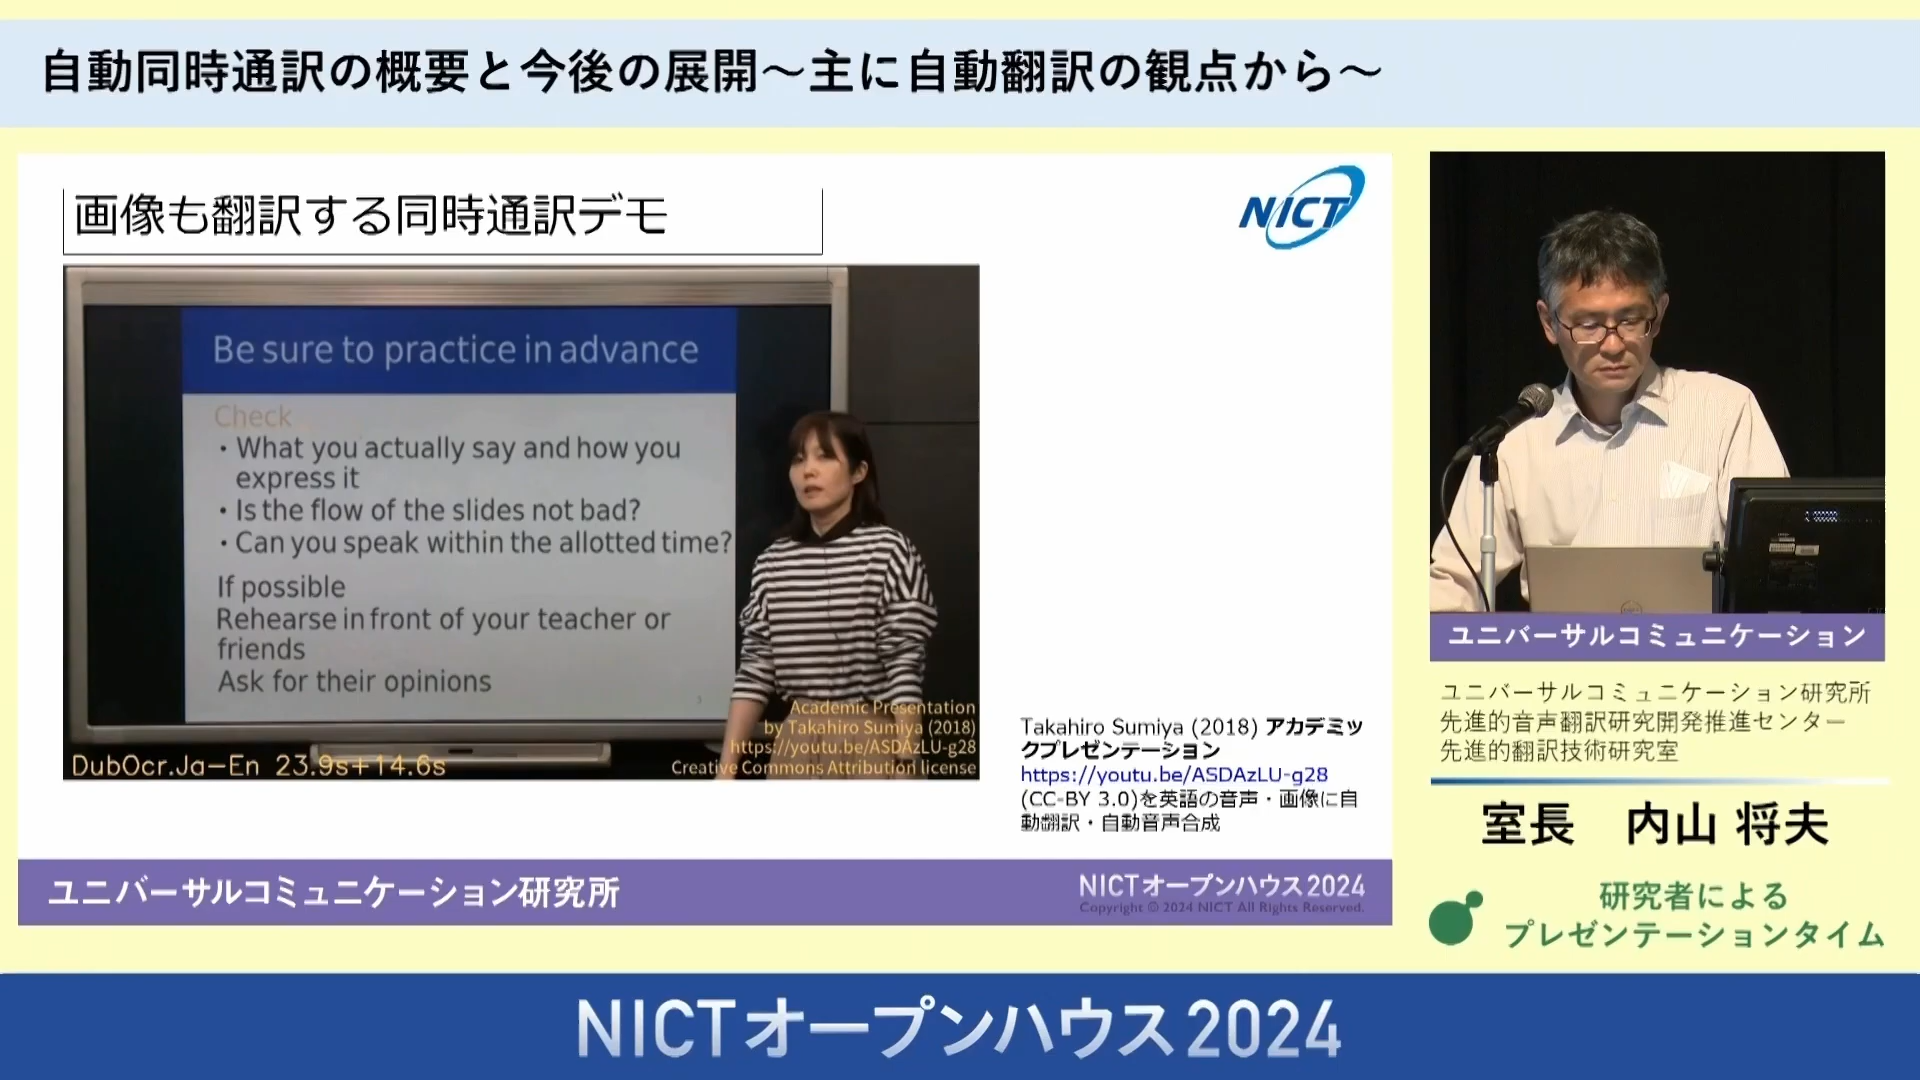 自動同時通訳の概要と今後の展開～主に自動翻訳の観点から～
画像も翻訳する同時通訳デモ
NICT
Be sure to practice in advance
Check
・What you actually say and how you
express it
・Is the flow of the slides not bad?
・Can you speak within the allotted time?
If possible
Rehearse in front of your teacher or
friends
Ask for their opinions
Academic Presentation
by Takahiro Sumiya (2018)
https://youtu.be/ASDAzLU-g28
Creative Commons Attribution license
DubOcr.Ja-En 23.9s+14.6s
Takahiro Sumiya (2018) アカデミッ
クプレゼンテーション
https://youtu.be/ASDAzLU-g28
(CC-BY 3.0)を英語の音声・画像に自
動翻訳・自動音声合成
ユニバーサルコミュニケーション研究所
NICTオープンハウス2024
Copyright © 2024 NICT All Rights Reserved.
ユニバーサルコミュニケーション
ユニバーサルコミュニケーション研究所
先進的音声翻訳研究開発推進センター
先進的翻訳技術研究室
室長 内山 将夫
研究者による
プレゼンテーションタイム
NICTオープンハウス2024